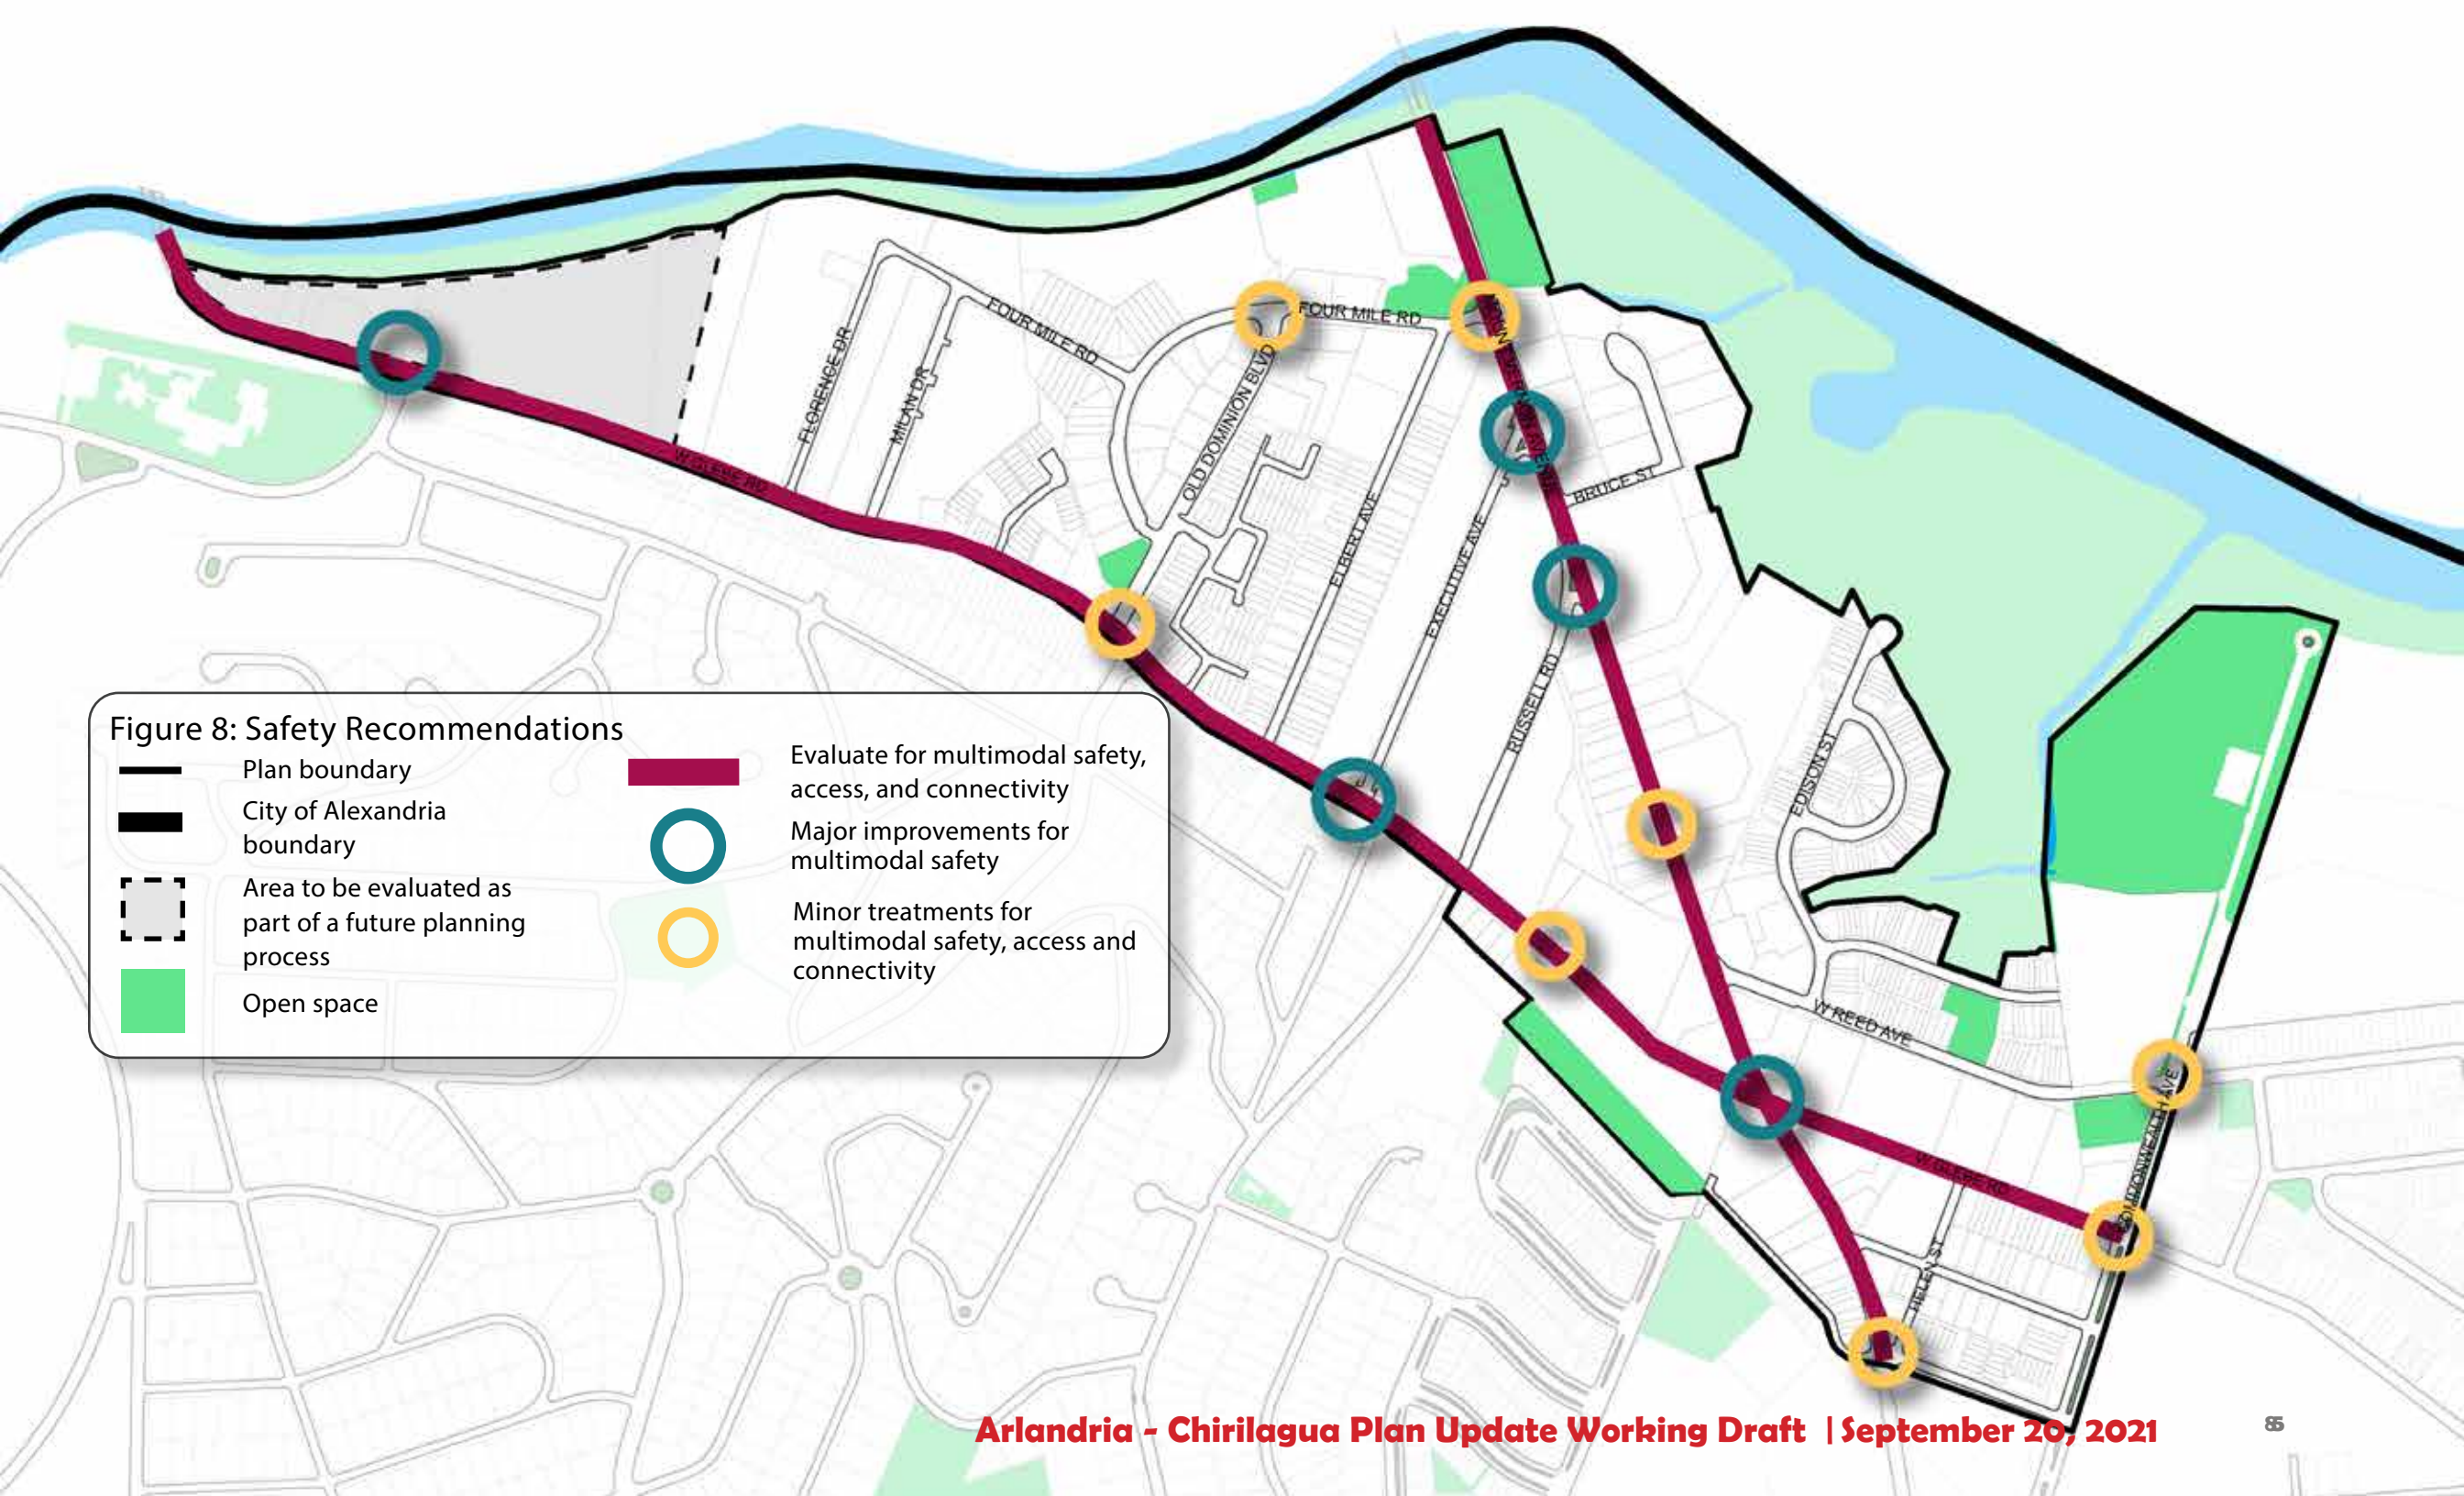 FOUR MILE RD
FOUR MILE RD
FLORENCE DR
MILAN DR
OLD DOMINION BLVD
W GLEBE RD
BRUCE ST
ELBERT AVE
EXECUTIVE AVE
RUSSELL RD
EDISON ST
W REED AVE
W GLEBE RD
COMMONWEALTH AVE
HELEN ST
Figure 8: Safety Recommendations
Plan boundary
City of Alexandria
boundary
Area to be evaluated as
part of a future planning
process
Open space
Evaluate for multimodal safety,
access, and connectivity
Major improvements for
multimodal safety
Minor treatments for
multimodal safety, access and
connectivity
Arlandria - Chirilagua Plan Update Working Draft | September 20, 2021